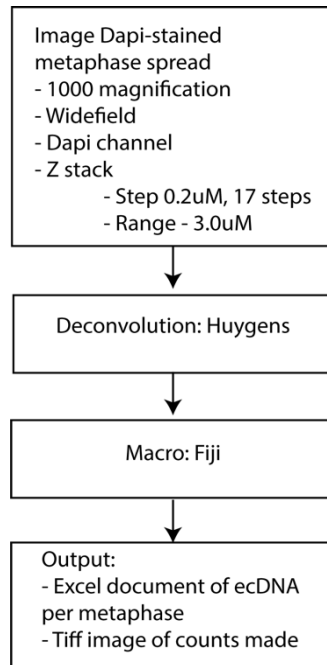 Image Dapi-stained
metaphase spread
- 1000 magnification
- Widefield
- Dapi channel
- Z stack
- Step 0.2uM, 17 steps
- Range - 3.0uM
Deconvolution: Huygens
Macro: Fiji
Output:
- Excel document of ecDNA
per metaphase
- Tiff image of counts made